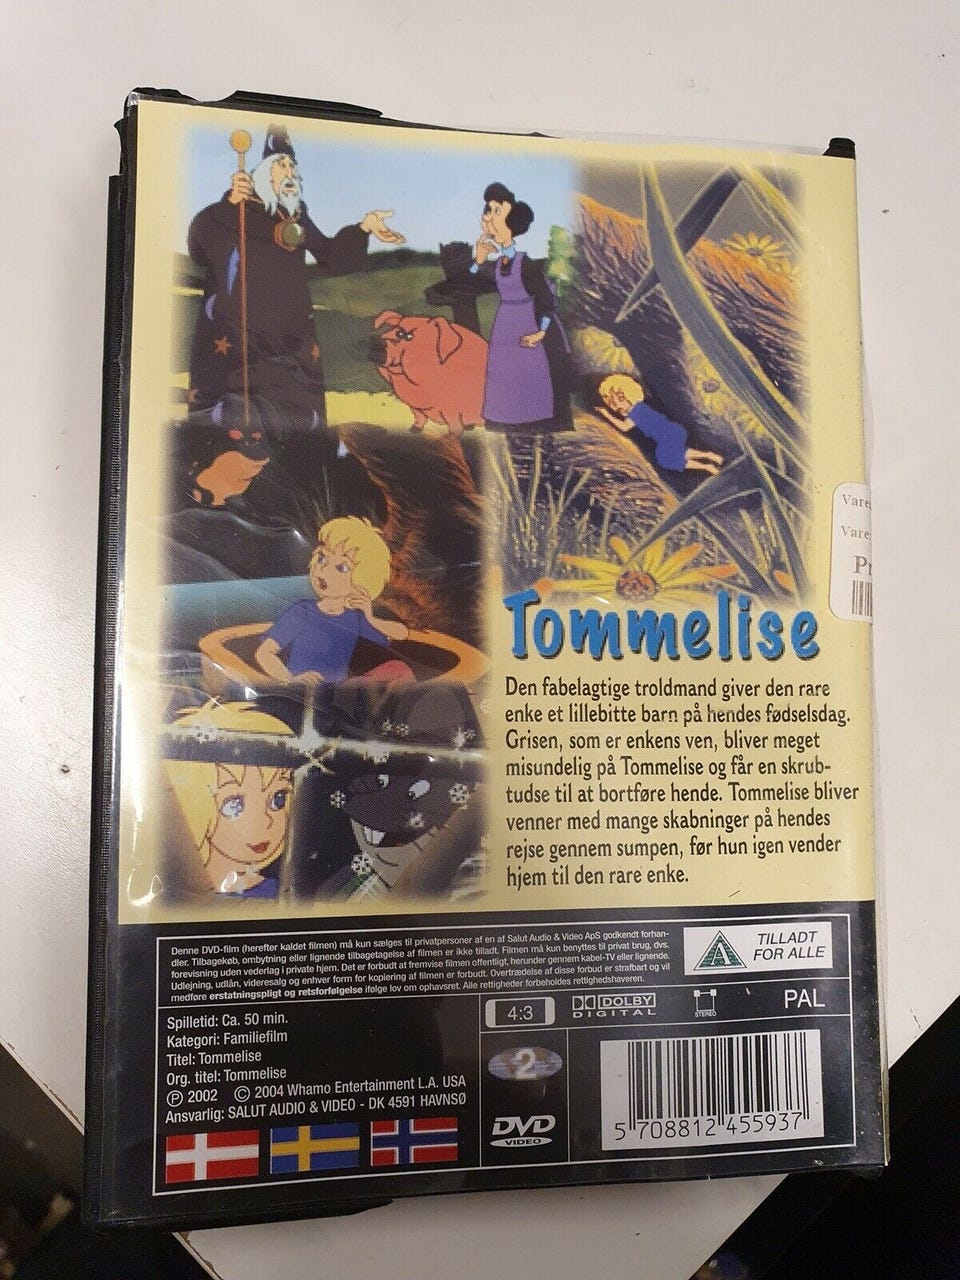 Tommelise
Den fabelagtige troldmand giver den rare
enke et lillebitte barn på hendes fødselsdag.
Grisen, som er enkens ven, bliver meget
misundelig på Tommelise og får en skrub-
tudse til at bortføre hende. Tommelise bliver
venner med mange skabninger på hendes
rejse gennem sumpen, før hun igen vender
hjem til den rare enke.
Vare
Vare
Pr
Denne DVD-film (herefter kaldet filmen) må kun sælges til privatpersoner af en af Salut Audio & Video ApS godkendt forhan-
dler. Tilbagekøb, ombytning eller lignende tilbagetagelse af filmen er ikke tilladt. Filmen må kun benyttes til privat brug, dvs.
forevisning uden vederlag i private hjem. Det er forbudt at fremvise filmen offentligt, herunder gennem kabel-TV eller lignende.
Udlejning, udlån, videresalg og enhver form for kopiering af filmen er forbudt. Overtrædelse af disse forbud er strafbart og vil
medføre erstatningspligt og retsforfølgelse ifølge lov om ophavsret. Alle rettigheder forbeholdes rettighedshaveren.
A
TILLADT
FOR ALLE
Spilletid: Ca. 50 min.
Kategori: Familiefilm
Titel: Tommelise
Org. titel: Tommelise
Ⓟ 2002 © 2004 Whamo Entertainment L.A. USA
Ansvarlig: SALUT AUDIO & VIDEO - DK 4591 HAVNSØ
4:3
DOLBY
DIGITAL
STEREO
PAL
2
DVD
VIDEO
5 708812 455937